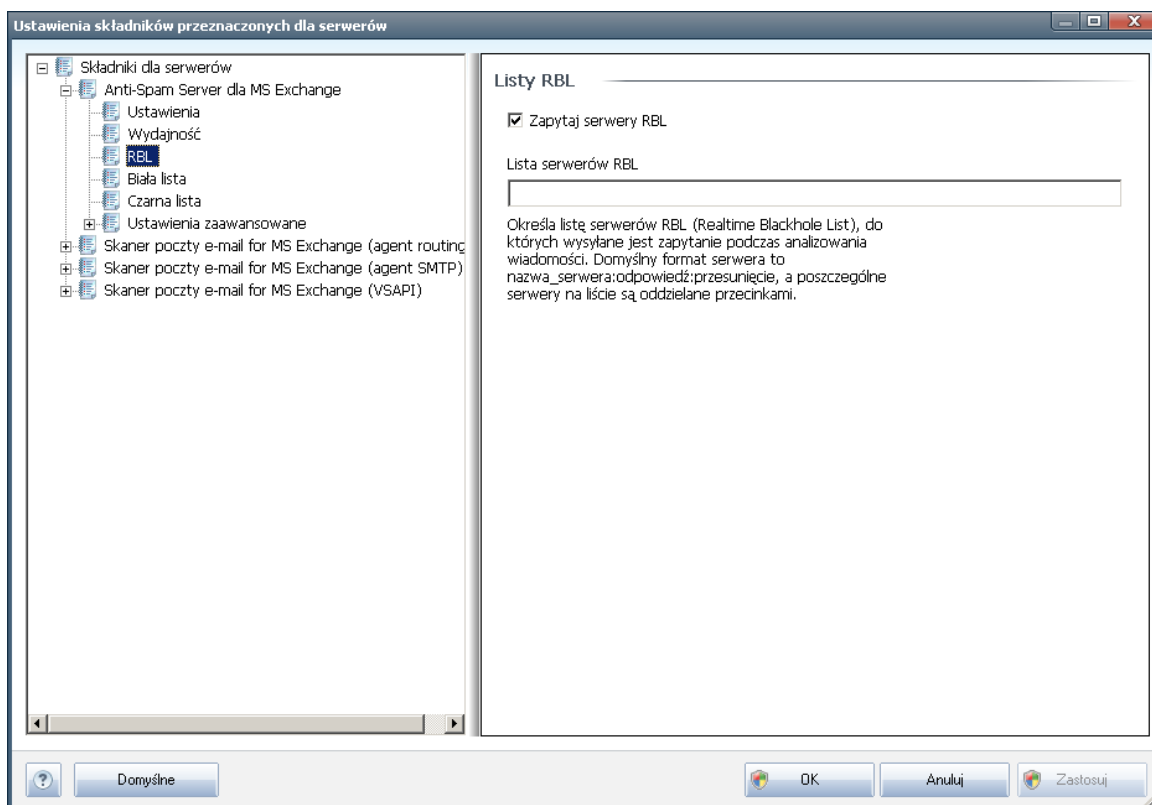 Ustawienia składników przeznaczonych dla serwerów
Składniki dla serwerów
Anti-Spam Server dla MS Exchange
Ustawienia
Wydajność
RBL
Biała lista
Czarna lista
Ustawienia zaawansowane
Skaner poczty e-mail for MS Exchange (agent routing
Skaner poczty e-mail for MS Exchange (agent SMTP)
Skaner poczty e-mail for MS Exchange (VSAPI)
Listy RBL
Zapytaj serwery RBL
Lista serwerów RBL
Określa listę serwerów RBL (Realtime Blackhole List), do
których wysyłane jest zapytanie podczas analizowania
wiadomości. Domyślny format serwera to
nazwa_serwera:odpowiedź:przesunięcie, a poszczególne
serwery na liście są oddzielane przecinkami.
Domyślne
OK
Anuluj
Zastosuj